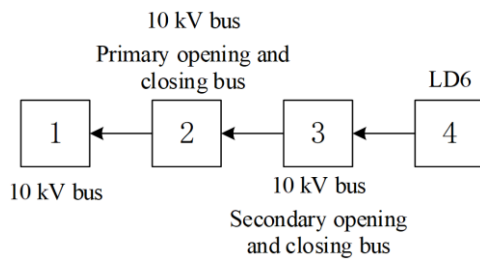 10 kV bus
Primary opening and
closing bus
LD6
1
2
3
4
10 kV bus
10 kV bus
Secondary opening
and closing bus